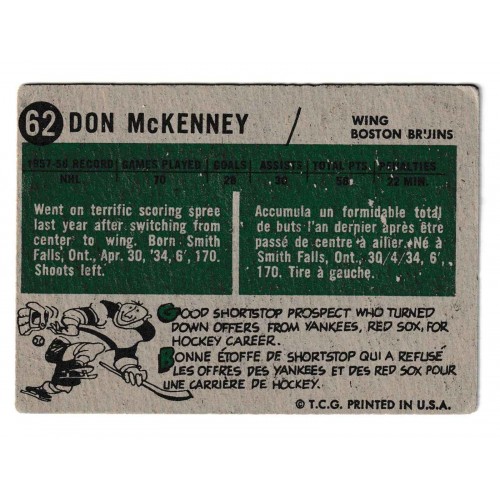 62 DON McKENNEY
WING
BOSTON BRUINS
1957-58 RECORD GAMES PLAYED GOALS ASSISTS TOTAL PTS. PENALTIES
NHL 70 28 30 58 22 MIN.
Went on terrific scoring spree
last year after switching from
center to wing. Born Smith
Falls, Ont., Apr. 30, '34, 6', 170.
Shoots left.
Accumula un formidable total
de buts l'an dernier après être
passé de centre à ailier. Né à
Smith Falls, Ont., 30/4/34, 6',
170. Tire à gauche.
GOOD SHORTSTOP PROSPECT WHO TURNED
DOWN OFFERS FROM YANKEES, RED SOX, FOR
HOCKEY CAREER.
BONNE ÉTOFFE DE SHORTSTOP QUI A REFUSÉ
LES OFFRES DES YANKEES ET DES RED SOX POUR
UNE CARRIÈRE DE HOCKEY.
© T.C.G. PRINTED IN U.S.A.